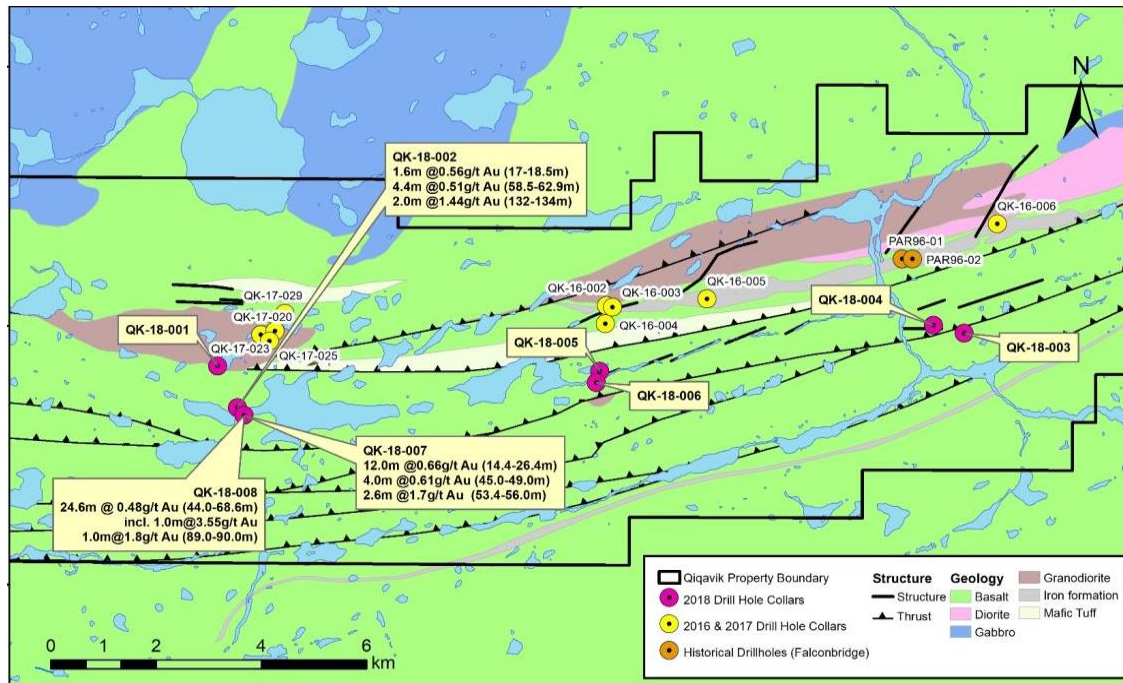 N
QK-18-002
1.6m @0.56g/t Au (17-18.5m)
4.4m @0.51g/t Au (58.5-62.9m)
2.0m @1.44g/t Au (132-134m)
QK-16-006
PAR96-01
PAR96-02
QK-17-029
QK-16-002
QK-16-003
QK-16-005
QK-18-004
QK-17-020
QK-18-001
QK-16-004
QK-17-023
QK-17-025
QK-18-005
QK-18-003
QK-18-006
QK-18-007
12.0m @0.66g/t Au (14.4-26.4m)
4.0m @0.61g/t Au (45.0-49.0m)
2.6m @1.7g/t Au (53.4-56.0m)
QK-18-008
24.6m @ 0.48g/t Au (44.0-68.6m)
incl. 1.0m@3.55g/t Au
1.0m@1.8g/t Au (89.0-90.0m)
0 2 4 6
km
Qiqavik Property Boundary
2018 Drill Hole Collars
2016 & 2017 Drill Hole Collars
Historical Drillholes (Falconbridge)
Structure
Structure
Thrust
Geology
Basalt
Diorite
Gabbro
Granodiorite
Iron formation
Mafic Tuff